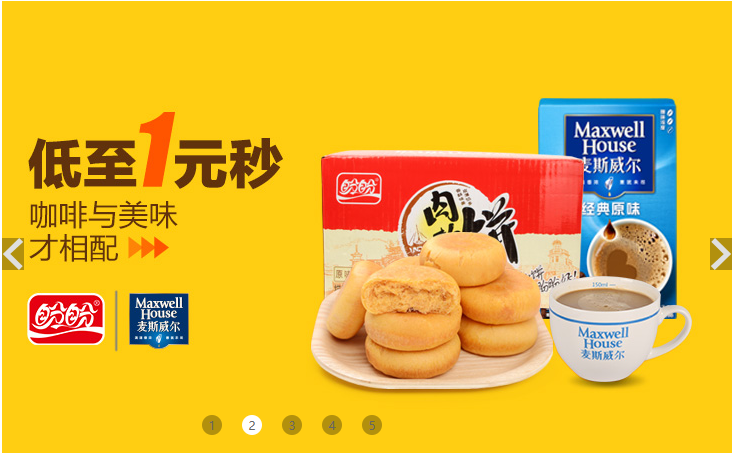 低至1元秒
咖啡与美味
才相配
盼盼®
Maxwell
House
麦斯威尔
盼盼
肉松饼
Maxwell
House
麦斯威尔
经典原味
150ml
Maxwell
House
麦斯威尔
1 2 3 4 5